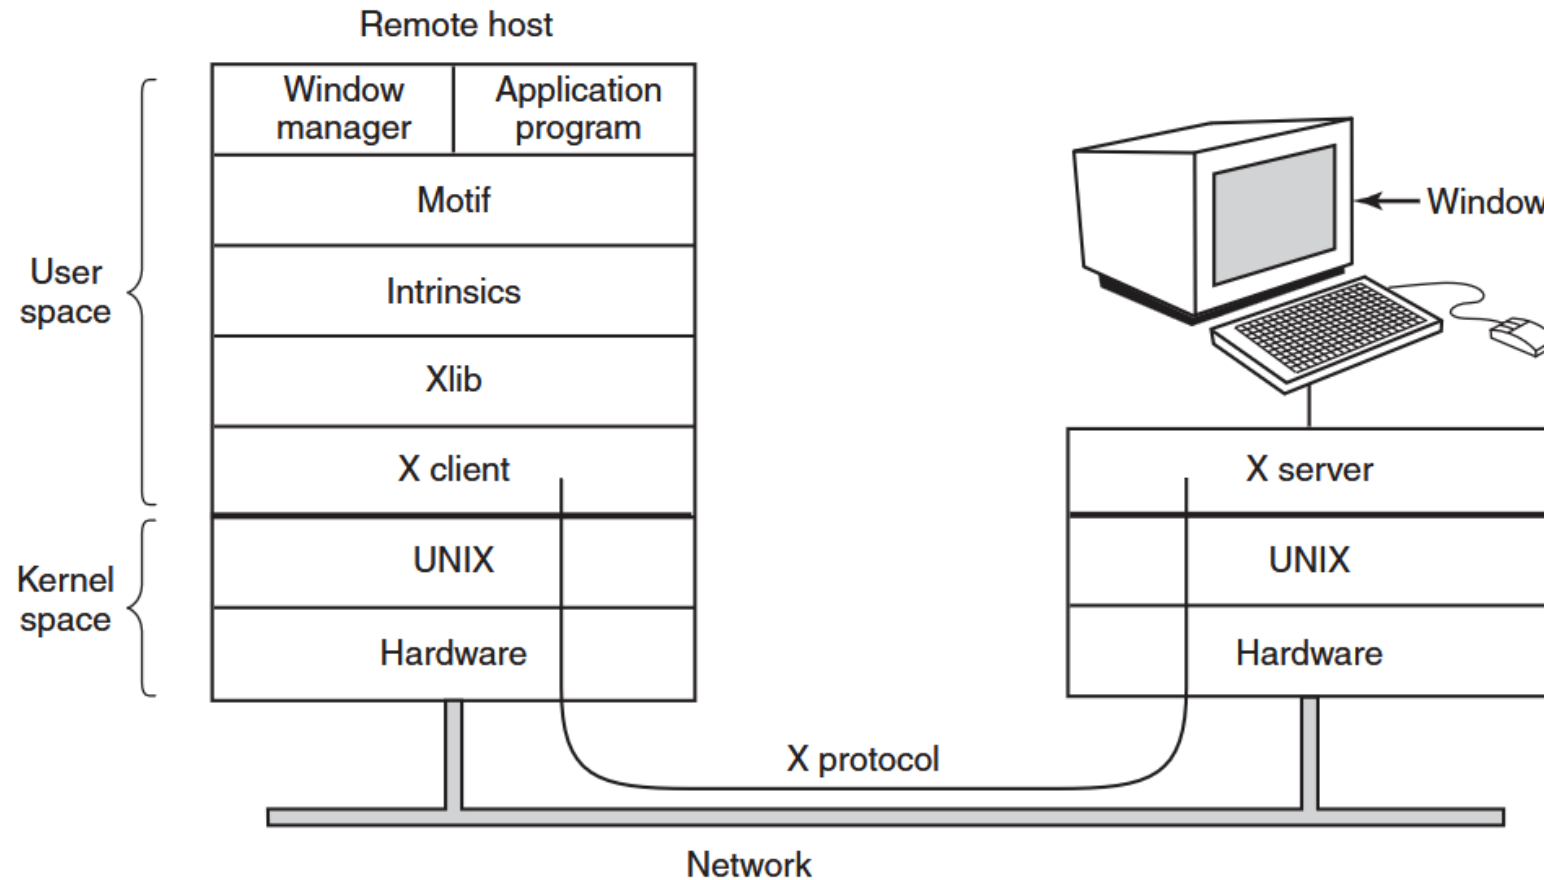 Remote host
Window
manager
Application
program
Motif
Window
User
space
Intrinsics
Xlib
X client
X server
UNIX
UNIX
Kernel
space
Hardware
Hardware
X protocol
Network